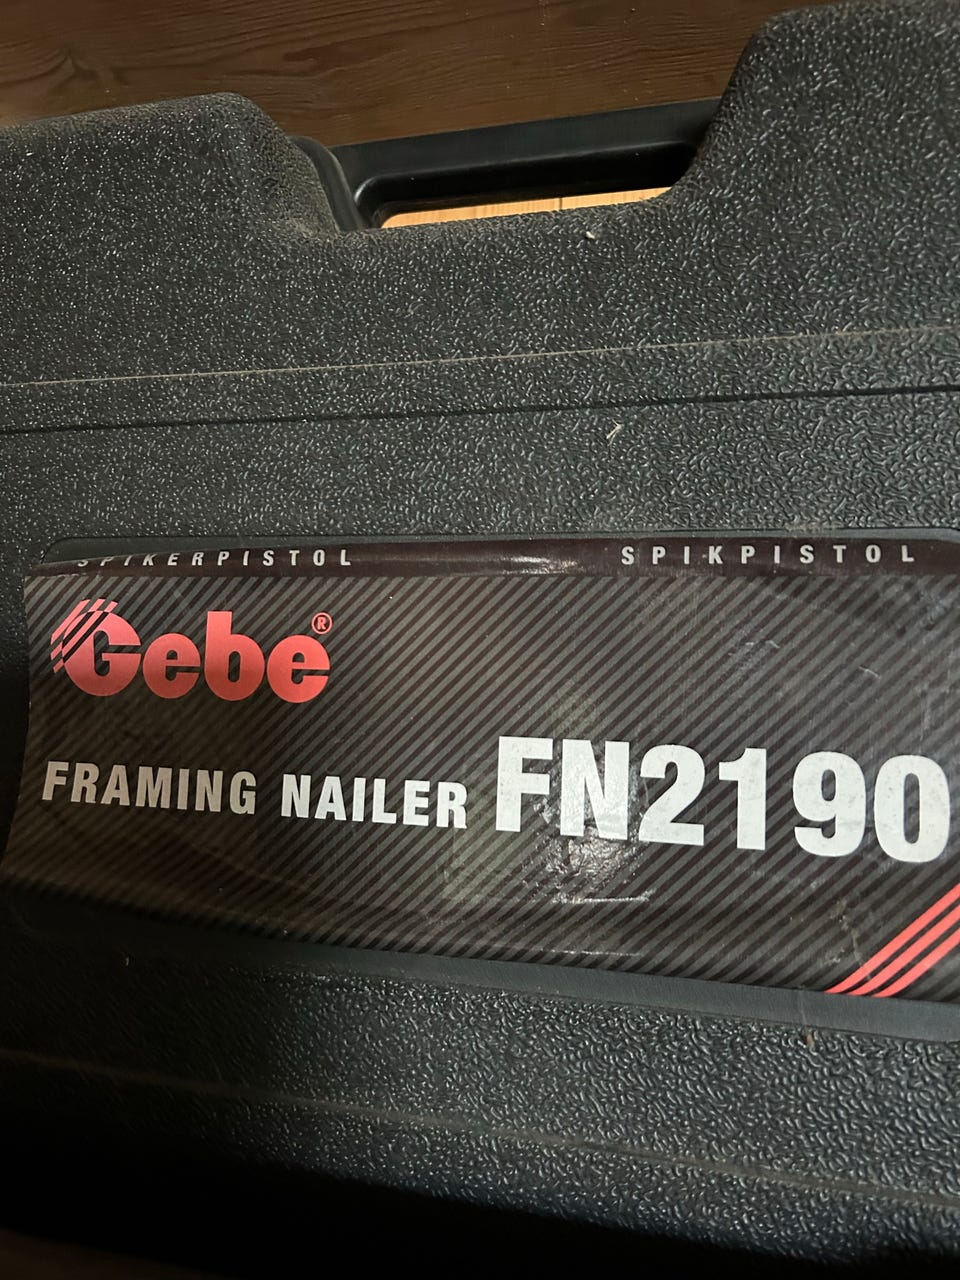 SPIKERPISTOL SPIKPISTOL
Gebe®
FRAMING NAILER FN2190